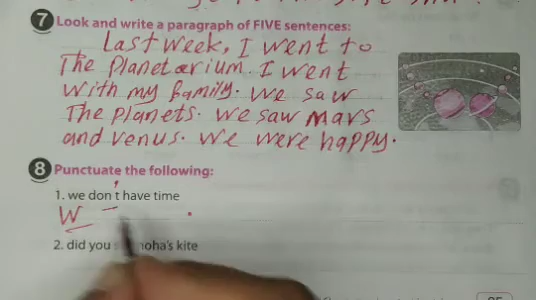 7 Look and write a paragraph of FIVE sentences:
Last week, I went to
The planetarium. I went
with my family. we saw
The planets. we saw mars
and venus. we were happy.
8 Punctuate the following:
1. we don't have time
W .
2. did you noha's kite